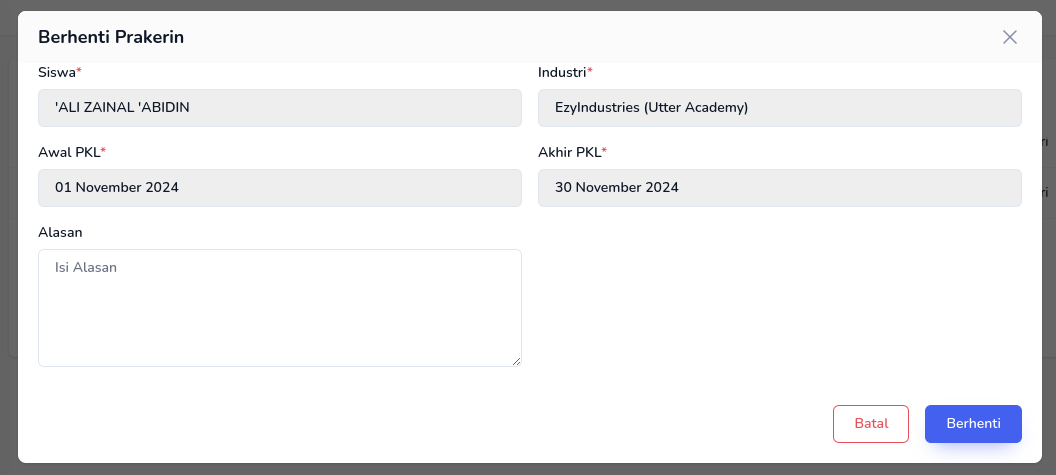 Berhenti Prakerin
Siswa* Industri*
'ALI ZAINAL 'ABIDIN EzyIndustries (Utter Academy)
Awal PKL* Akhir PKL*
01 November 2024 30 November 2024
Alasan
Isi Alasan
Batal Berhenti